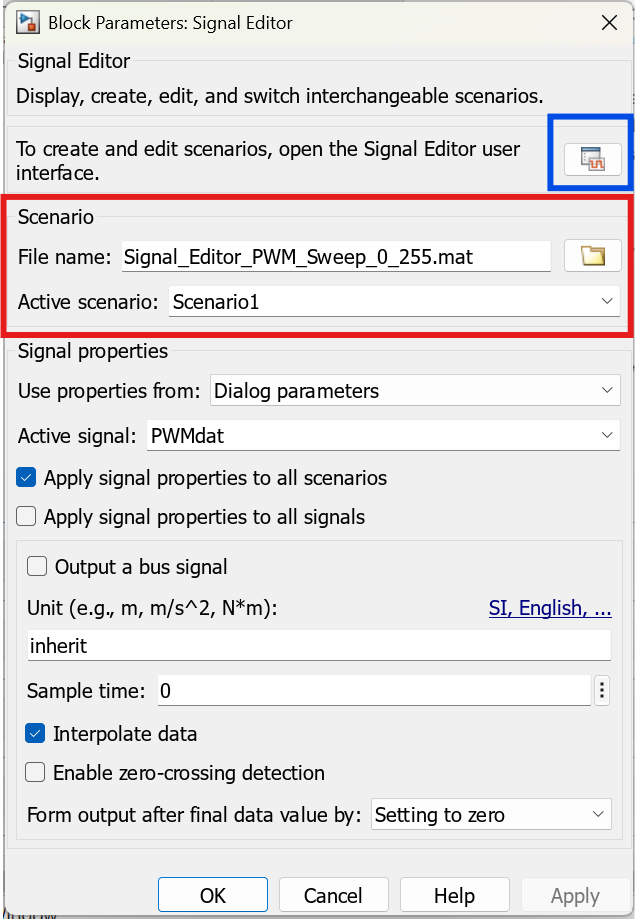 Block Parameters: Signal Editor
Signal Editor
Display, create, edit, and switch interchangeable scenarios.
To create and edit scenarios, open the Signal Editor user
interface.
Scenario
File name: Signal_Editor_PWM_Sweep_0_255.mat
Active scenario: Scenario1
Signal properties
Use properties from: Dialog parameters
Active signal: PWMdat
Apply signal properties to all scenarios
Apply signal properties to all signals
Output a bus signal
Unit (e.g., m, m/s^2, N*m): SI, English, ...
inherit
Sample time: 0
Interpolate data
Enable zero-crossing detection
Form output after final data value by: Setting to zero
OK Cancel Help Apply